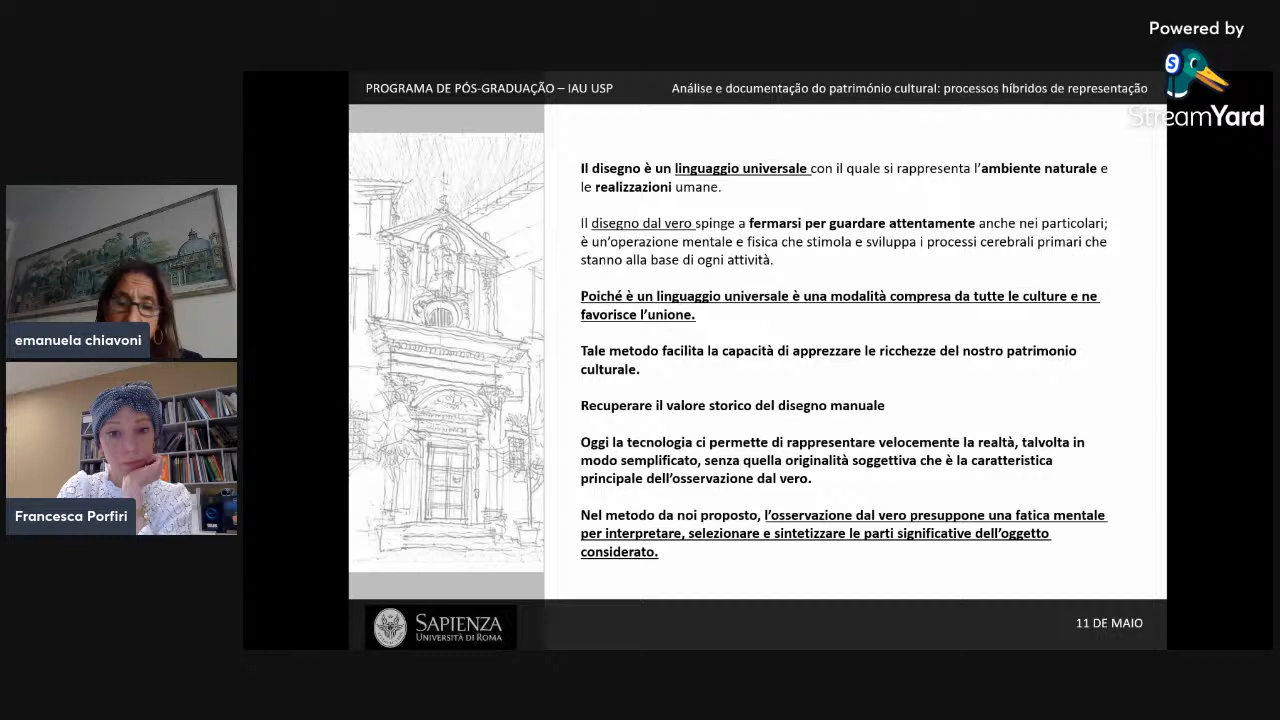 Powered by
StreamYard
PROGRAMA DE PÓS-GRADUAÇÃO – IAU USP
Análise e documentação do património cultural: processos híbridos de representação
Il disegno è un linguaggio universale con il quale si rappresenta l’ambiente naturale e
le realizzazioni umane.
Il disegno dal vero spinge a fermarsi per guardare attentamente anche nei particolari;
è un’operazione mentale e fisica che stimola e sviluppa i processi cerebrali primari che
stanno alla base di ogni attività.
Poiché è un linguaggio universale è una modalità compresa da tutte le culture e ne
favorisce l’unione.
Tale metodo facilita la capacità di apprezzare le ricchezze del nostro patrimonio
culturale.
Recuperare il valore storico del disegno manuale
Oggi la tecnologia ci permette di rappresentare velocemente la realtà, talvolta in
modo semplificato, senza quella originalità soggettiva che è la caratteristica
principale dell’osservazione dal vero.
Nel metodo da noi proposto, l’osservazione dal vero presuppone una fatica mentale
per interpretare, selezionare e sintetizzare le parti significative dell’oggetto
considerato.
SAPIENZA
UNIVERSITÀ DI ROMA
11 DE MAIO
emanuela chiavoni
Francesca Porfiri